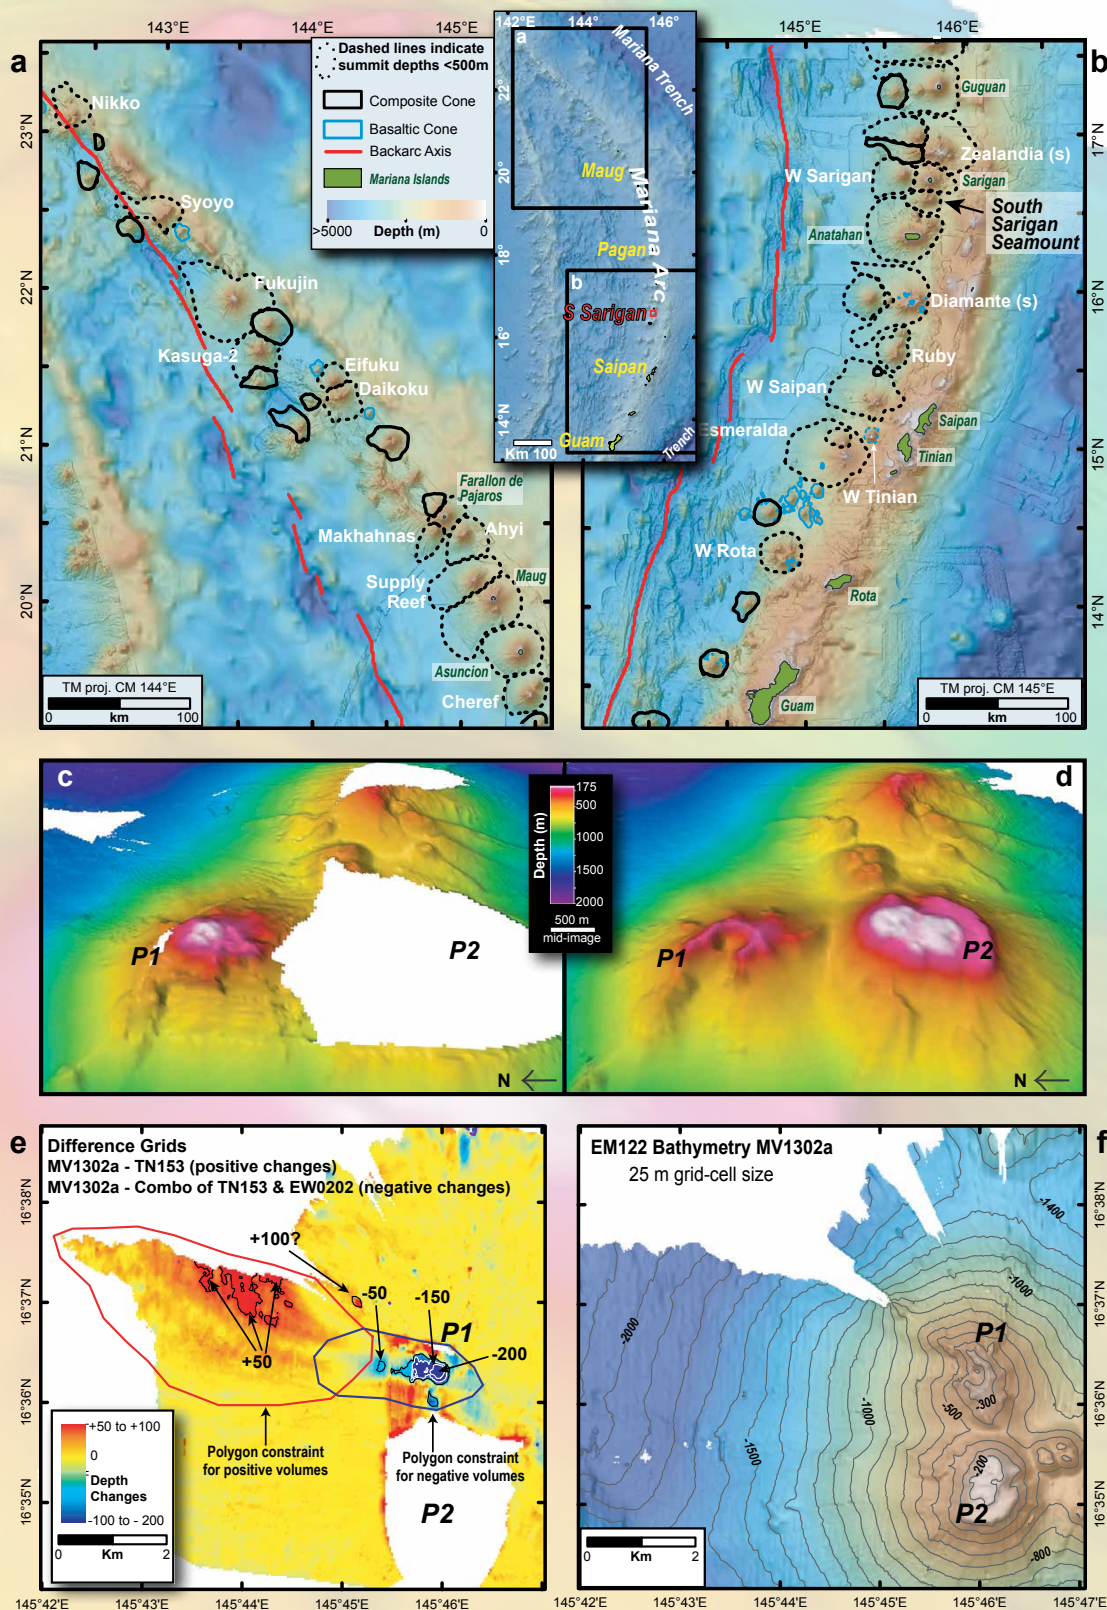 143°E
144°E
145°E
a
23°N
22°N
21°N
20°N
Dashed lines indicate
summit depths <500m
Composite Cone
Basaltic Cone
Backarc Axis
Mariana Islands
>5000 Depth (m) 0
Nikko
Syoyo
Fukujin
Kasuga-2
Eifuku
Daikoku
Farallon de
Pajaros
Makhahnas
Ahyi
Supply
Reef
Maug
Asuncion
Cheref
TM proj. CM 144°E
0 km 100
142°E 144° 146°
a
22°
20°
18°
16°
14°N
Mariana Trench
Maug
Mariana Arc
Pagan
b
S Sarigan
Saipan
Guam
Km 100
Trench
145°E
146°E
b
17°N
16°N
15°N
14°N
Guguan
Zealandia (s)
W Sarigan
Sarigan
South
Sarigan
Seamount
Anatahan
Diamante (s)
Ruby
W Saipan
Saipan
Esmeralda
Tinian
W Tinian
W Rota
Rota
Guam
TM proj. CM 145°E
0 km 100
c
P1
P2
N
Depth (m)
175
500
1000
1500
2000
500 m
mid-image
d
P1
P2
N
e
Difference Grids
MV1302a - TN153 (positive changes)
MV1302a - Combo of TN153 & EW0202 (negative changes)
16°38'N
16°37'N
16°36'N
16°35'N
+100?
-50
-150
P1
-200
+50
Polygon constraint
for positive volumes
Polygon constraint
for negative volumes
P2
+50 to +100
0
Depth
Changes
-100 to - 200
0 Km 2
145°42'E 145°43'E 145°44'E 145°45'E 145°46'E
f
EM122 Bathymetry MV1302a
25 m grid-cell size
16°38'N
16°37'N
16°36'N
16°35'N
-1400
-1000
-2000
P1
-300
-500
-1000
-1500
-200
P2
-800
0 Km 2
145°42'E 145°43'E 145°44'E 145°45'E 145°46'E 145°47'E